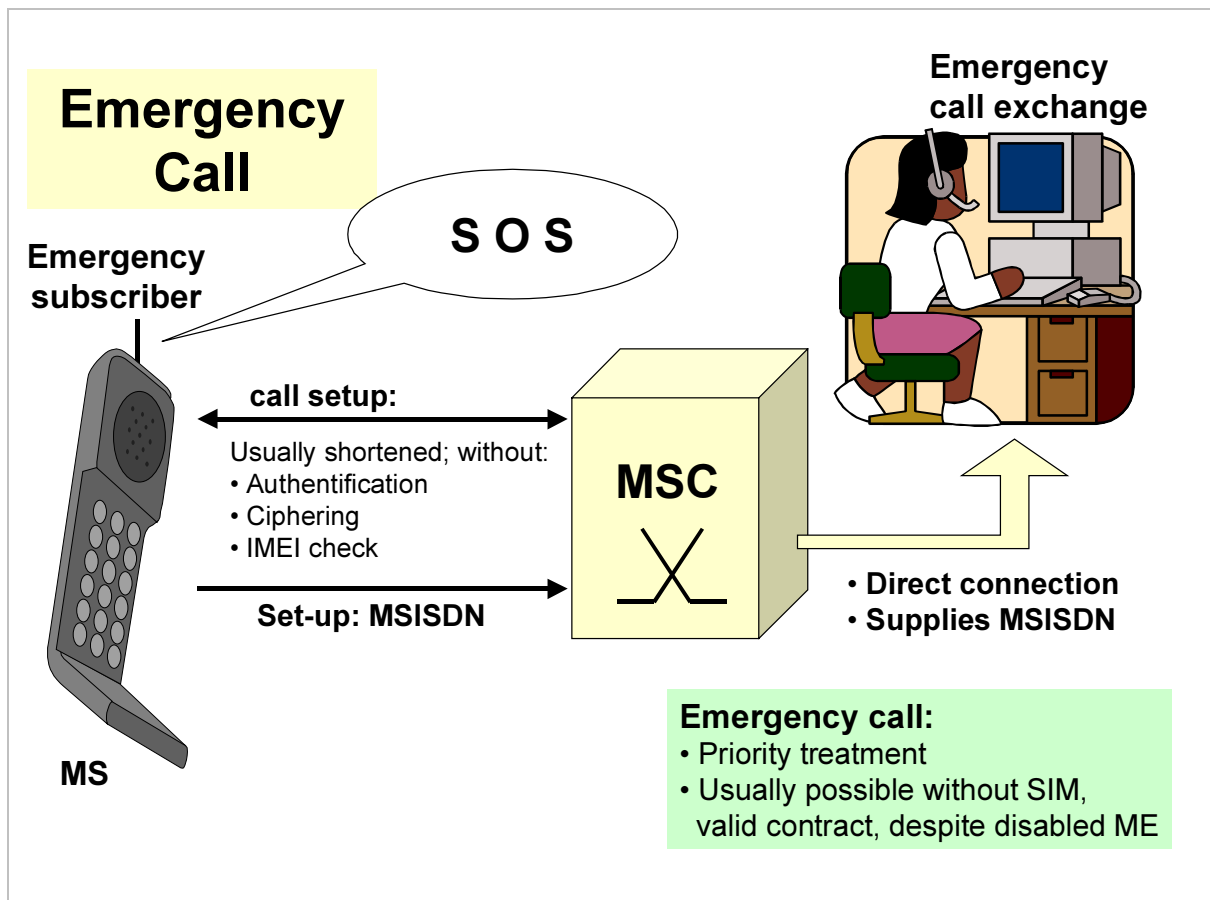 Emergency
Call
S O S
Emergency
call exchange
Emergency
subscriber
call setup:
Usually shortened; without:
• Authentification
• Ciphering
• IMEI check
Set-up: MSISDN
MSC
• Direct connection
• Supplies MSISDN
MS
Emergency call:
• Priority treatment
• Usually possible without SIM,
valid contract, despite disabled ME